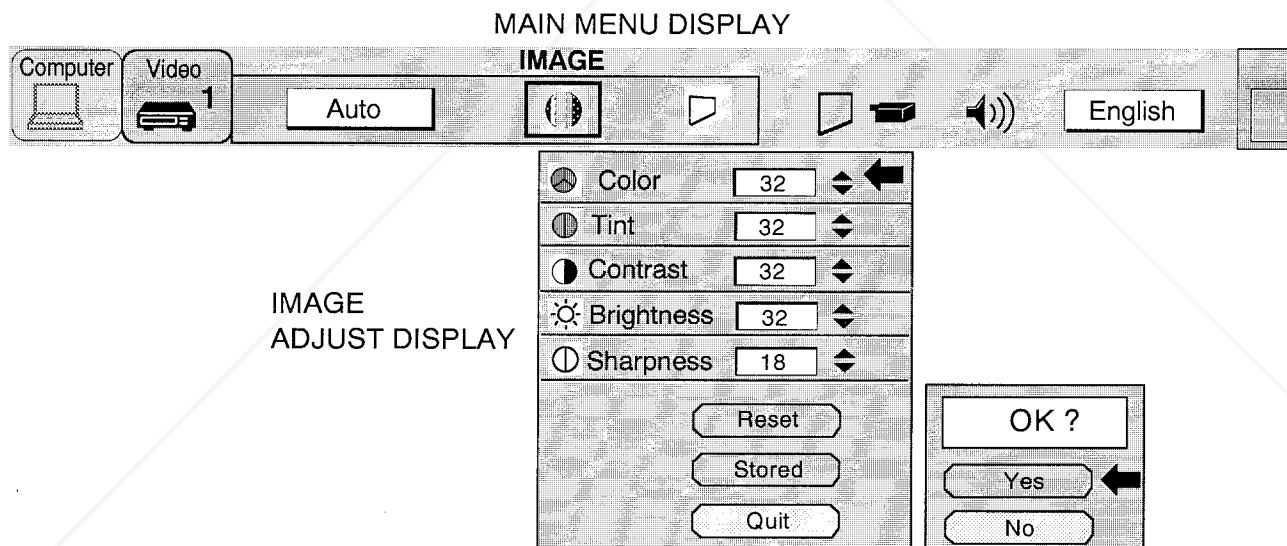 MAIN MENU DISPLAY
IMAGE
Computer
Video
1
Auto
English
Color 32
Tint 32
Contrast 32
IMAGE
ADJUST DISPLAY
Brightness 32
Sharpness 18
Reset
Stored
Quit
OK ?
Yes
No